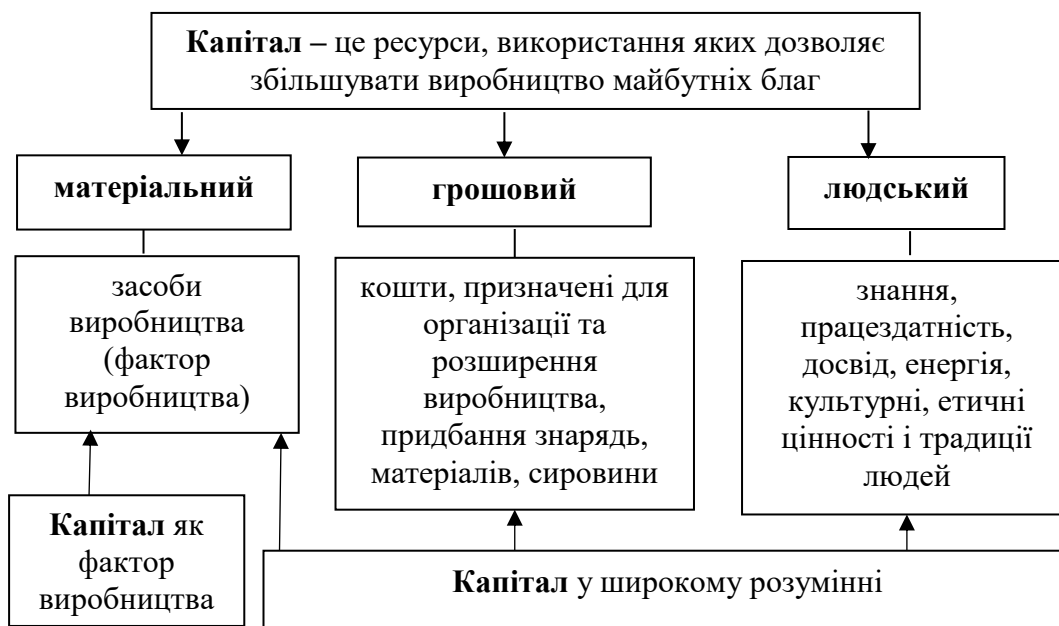 Капітал – це ресурси, використання яких дозволяє
збільшувати виробництво майбутніх благ
матеріальний
грошовий
людський
засоби
виробництва
(фактор
виробництва)
кошти, призначені для
організації та
розширення
виробництва,
придбання знарядь,
матеріалів, сировини
знання,
працездатність,
досвід, енергія,
культурні, етичні
цінності і традиції
людей
Капітал як
фактор
виробництва
Капітал у широкому розумінні